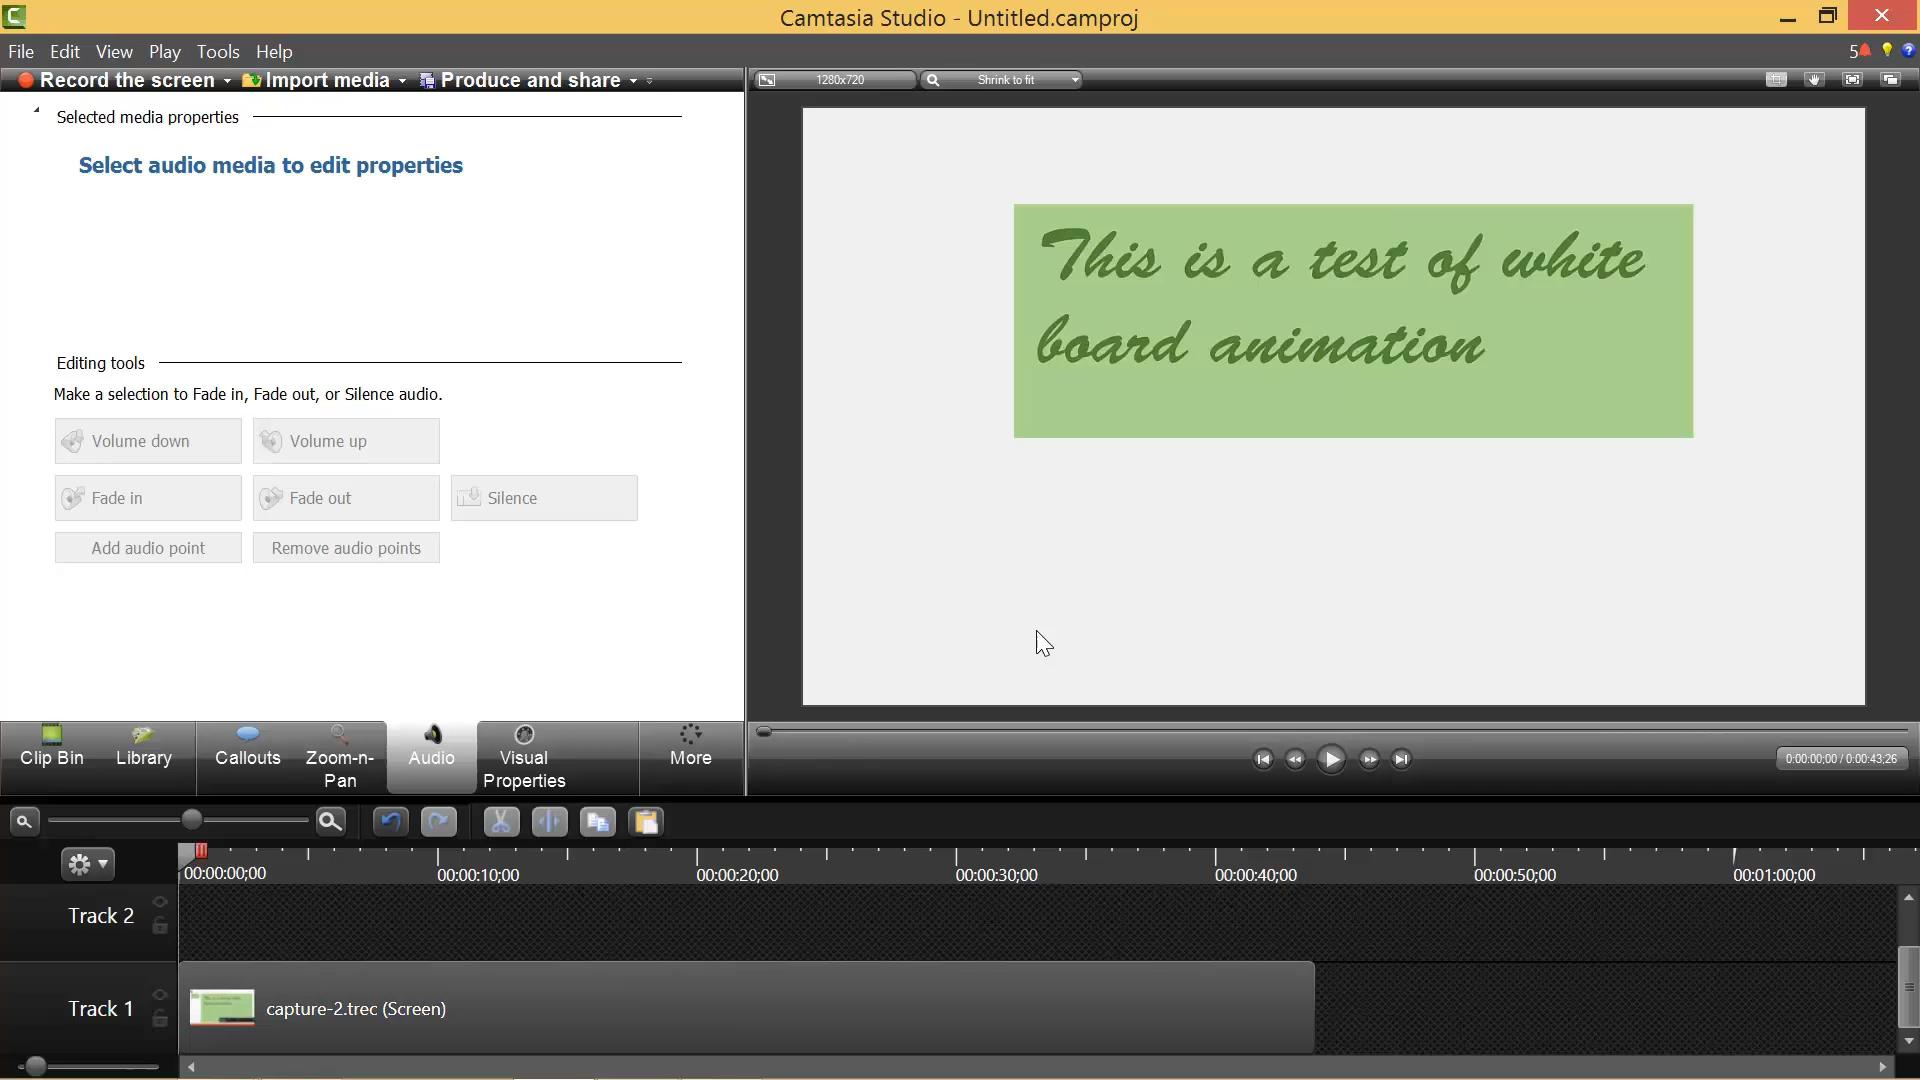 Camtasia Studio - Untitled.camproj
File Edit View Play Tools Help
5
Record the screen Import media Produce and share
1280x720 Shrink to fit
Selected media properties
Select audio media to edit properties
This is a test of white
board animation
Editing tools
Make a selection to Fade in, Fade out, or Silence audio.
Volume down Volume up
Fade in Fade out Silence
Add audio point Remove audio points
Clip Bin Library Callouts Zoom-n-
Pan Audio Visual
Properties More
0:00:00;00 / 0:00:43;26
00:00:00;00 00:00:10;00 00:00:20;00 00:00:30;00 00:00:40;00 00:00:50;00 00:01:00;00
Track 2
Track 1 capture-2.trec (Screen)